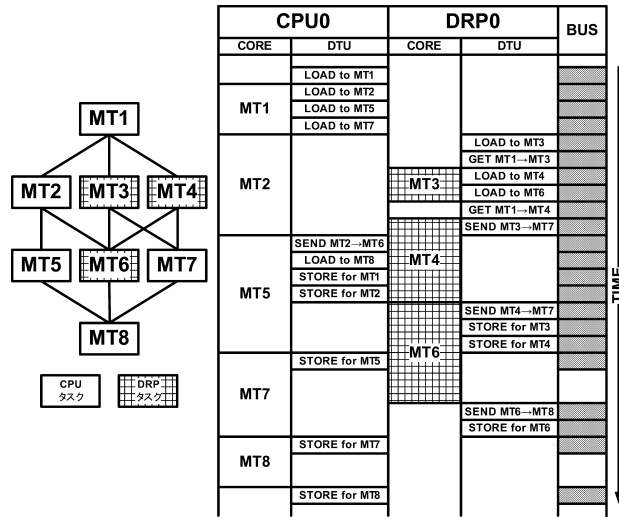 CPU0 DRP0 BUS
CORE DTU CORE DTU
LOAD to MT1
MT1
LOAD to MT2
LOAD to MT5
LOAD to MT7
MT2
LOAD to MT3
GET MT1→MT3
MT3
LOAD to MT4
LOAD to MT6
GET MT1→MT4
SEND MT3→MT7
MT5
SEND MT2→MT6
LOAD to MT8
STORE for MT1
STORE for MT2
MT4
SEND MT4→MT7
STORE for MT3
STORE for MT4
MT6
STORE for MT5
MT7
SEND MT6→MT8
STORE for MT6
STORE for MT7
MT8
STORE for MT8
TIME
MT1
MT2 MT3 MT4
MT5 MT6 MT7
MT8
CPU
タスク
DRP
タスク